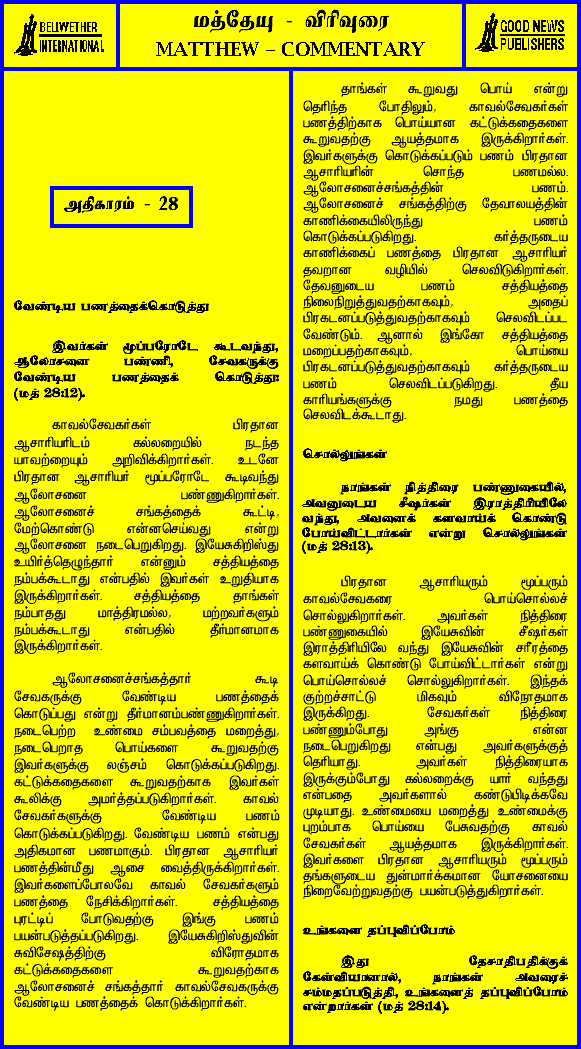 BELIWETHER
INTERNATIONAL
மத்தேயு - விரிவுரை
MATTHEW – COMMENTARY
GOOD NEWS
PUBLISHERS
அதிகாரம் - 28
வேண்டிய பணத்தைக்கொடுத்து
இவர்கள் மூப்பரோடே கூடவந்து,
ஆலோசனை பண்ணி, சேவகருக்கு
வேண்டிய பணத்தைக் கொடுத்து:
(மத் 28:12).
காவல்சேவகர்கள் பிரதான
ஆசாரியரிடம் கல்லறையில் நடந்த
யாவற்றையும் அறிவிக்கிறார்கள். உடனே
பிரதான ஆசாரியர் மூப்பரோடே கூடிவந்து
ஆலோசனை பண்ணுகிறார்கள்.
ஆலோசனைச் சங்கத்தைக் கூட்டி,
மேற்கொண்டு என்னசெய்வது என்று
ஆலோசனை நடைபெறுகிறது. இயேசுகிறிஸ்து
உயிர்த்தெழுந்தார் என்னும் சத்தியத்தை
நம்பக்கூடாது என்பதில் இவர்கள் உறுதியாக
இருக்கிறார்கள். சத்தியத்தை தாங்கள்
நம்பாதது மாத்திரமல்ல, மற்றவர்களும்
நம்பக்கூடாது என்பதில் தீர்மானமாக
இருக்கிறார்கள்.
ஆலோசனைச்சங்கத்தார் கூடி
சேவகருக்கு வேண்டிய பணத்தைக்
கொடுப்பது என்று தீர்மானம்பண்ணுகிறார்கள்.
நடைபெற்ற உண்மை சம்பவத்தை மறைத்து,
நடைபெறாத பொய்களை கூறுவதற்கு
இவர்களுக்கு லஞ்சம் கொடுக்கப்படுகிறது.
கட்டுக்கதைகளை கூறுவதற்காக இவர்கள்
கூலிக்கு அமர்த்தப்படுகிறார்கள். காவல்
சேவகர்களுக்கு வேண்டிய பணம்
கொடுக்கப்படுகிறது. வேண்டிய பணம் என்பது
அதிகமான பணமாகும். பிரதான ஆசாரியர்
பணத்தின்மீது ஆசை வைத்திருக்கிறார்கள்.
இவர்களைப்போலவே காவல் சேவகர்களும்
பணத்தை நேசிக்கிறார்கள். சத்தியத்தை
புரட்டிப் போடுவதற்கு இங்கு பணம்
பயன்படுத்தப்படுகிறது. இயேசுகிறிஸ்துவின்
சுவிசேஷத்திற்கு விரோதமாக
கட்டுக்கதைகளை கூறுவதற்காக
ஆலோசனைச் சங்கத்தார் காவல்சேவகருக்கு
வேண்டிய பணத்தைக் கொடுக்கிறார்கள்.
தாங்கள் கூறுவது பொய் என்று
தெரிந்த போதிலும், காவல்சேவகர்கள்
பணத்திற்காக பொய்யான கட்டுக்கதைகளை
கூறுவதற்கு ஆயத்தமாக இருக்கிறார்கள்.
இவர்களுக்கு கொடுக்கப்படும் பணம் பிரதான
ஆசாரியரின் சொந்த பணமல்ல.
ஆலோசனைச்சங்கத்தின் பணம்.
ஆலோசனைச் சங்கத்திற்கு தேவாலயத்தின்
காணிக்கையிலிருந்து பணம்
கொடுக்கப்படுகிறது. கர்த்தருடைய
காணிக்கைப் பணத்தை பிரதான ஆசாரியர்
தவறான வழியில் செலவிடுகிறார்கள்.
தேவனுடைய பணம் சத்தியத்தை
நிலைநிறுத்துவதற்காகவும், அதைப்
பிரகடனப்படுத்துவதற்காகவும் செலவிடப்பட
வேண்டும். ஆனால் இங்கோ சத்தியத்தை
மறைப்பதற்காகவும், பொய்யை
பிரகடனப்படுத்துவதற்காகவும் கர்த்தருடைய
பணம் செலவிடப்படுகிறது. தீய
காரியங்களுக்கு நமது பணத்தை
செலவிடக்கூடாது.
சொல்லுங்கள்
நாங்கள் நித்திரை பண்ணுகையில்,
அவனுடைய சீஷர்கள் இராத்திரியிலே
வந்து, அவனைக் களவாய்க் கொண்டு
போய்விட்டார்கள் என்று சொல்லுங்கள்
(மத் 28:13).
பிரதான ஆசாரியரும் மூப்பரும்
காவல்சேவகரை பொய்சொல்லச்
சொல்லுகிறார்கள். அவர்கள் நித்திரை
பண்ணுகையில் இயேசுவின் சீஷர்கள்
இராத்திரியிலே வந்து இயேசுவின் சரீரத்தை
களவாய்க் கொண்டு போய்விட்டார்கள் என்று
பொய்சொல்லச் சொல்லுகிறார்கள். இந்தக்
குற்றச்சாட்டு மிகவும் விநோதமாக
இருக்கிறது. சேவகர்கள் நித்திரை
பண்ணும்போது அங்கு என்ன
நடைபெறுகிறது என்பது அவர்களுக்குத்
தெரியாது. அவர்கள் நித்திரையாக
இருக்கும்போது கல்லறைக்கு யார் வந்தது
என்பதை அவர்களால் கண்டுபிடிக்கவே
முடியாது. உண்மையை மறைத்து உண்மைக்கு
புறம்பாக பொய்யை பேசுவதற்கு காவல்
சேவகர்கள் ஆயத்தமாக இருக்கிறார்கள்.
இவர்களை பிரதான ஆசாரியரும் மூப்பரும்
தங்களுடைய துன்மார்க்கமான யோசனையை
நிறைவேற்றுவதற்கு பயன்படுத்துகிறார்கள்.
உங்களை தப்புவிப்போம்
இது தேசாதிபதிக்குக்
கேள்வியானால், நாங்கள் அவரைச்
சம்மதப்படுத்தி, உங்களைத் தப்புவிப்போம்
என்றார்கள் (மத் 28:14).